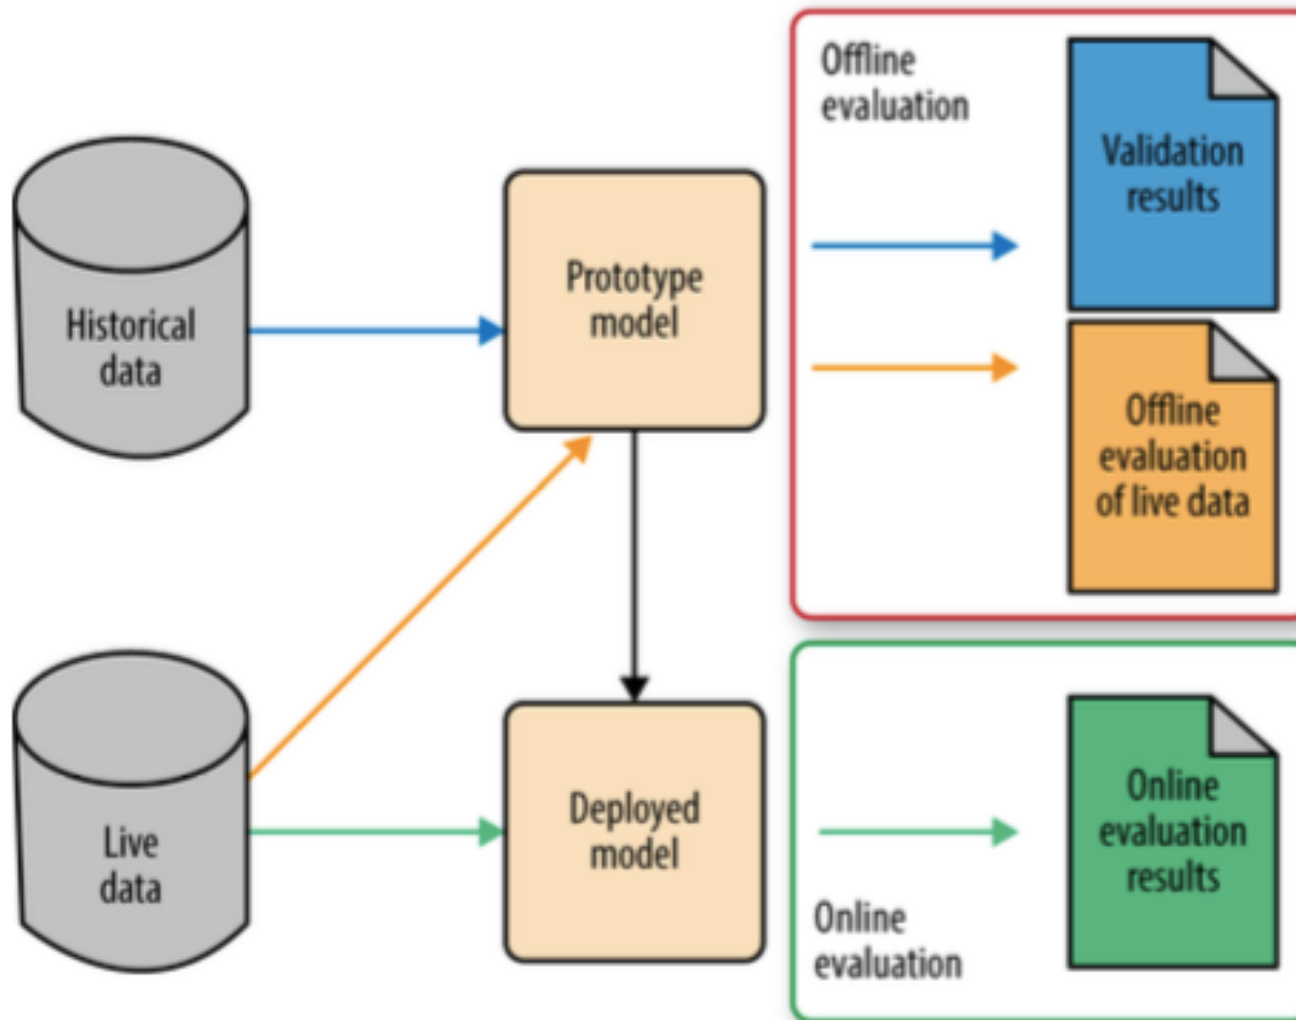 Offline
evaluation
Validation
results
Historical
data
Prototype
model
Offline
evaluation
of live data
Live
data
Deployed
model
Online
evaluation
results
Online
evaluation